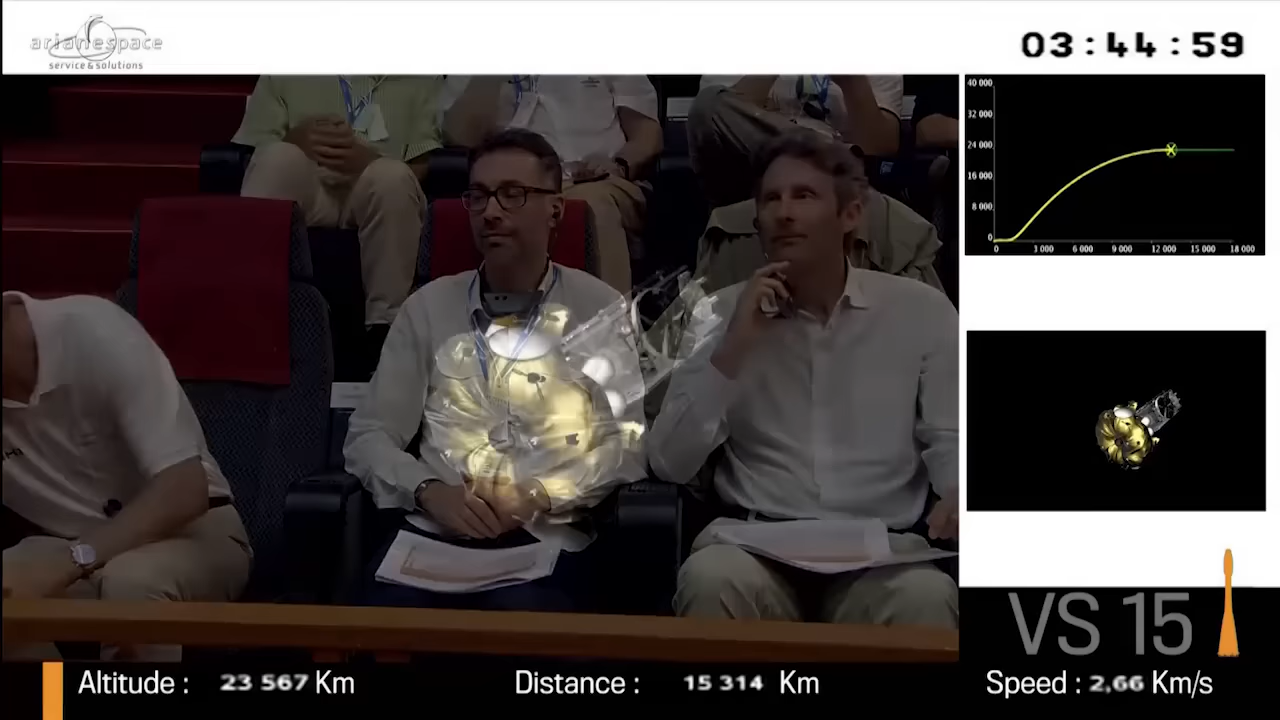 arianespace
service & solutions
03:44:59
40 000
32 000
24 000
16 000
8 000
0
0 3 000 6 000 9 000 12 000 15 000 18 000
VS 15
Altitude : 23 567 Km Distance : 15 314 Km Speed : 2,66 Km/s